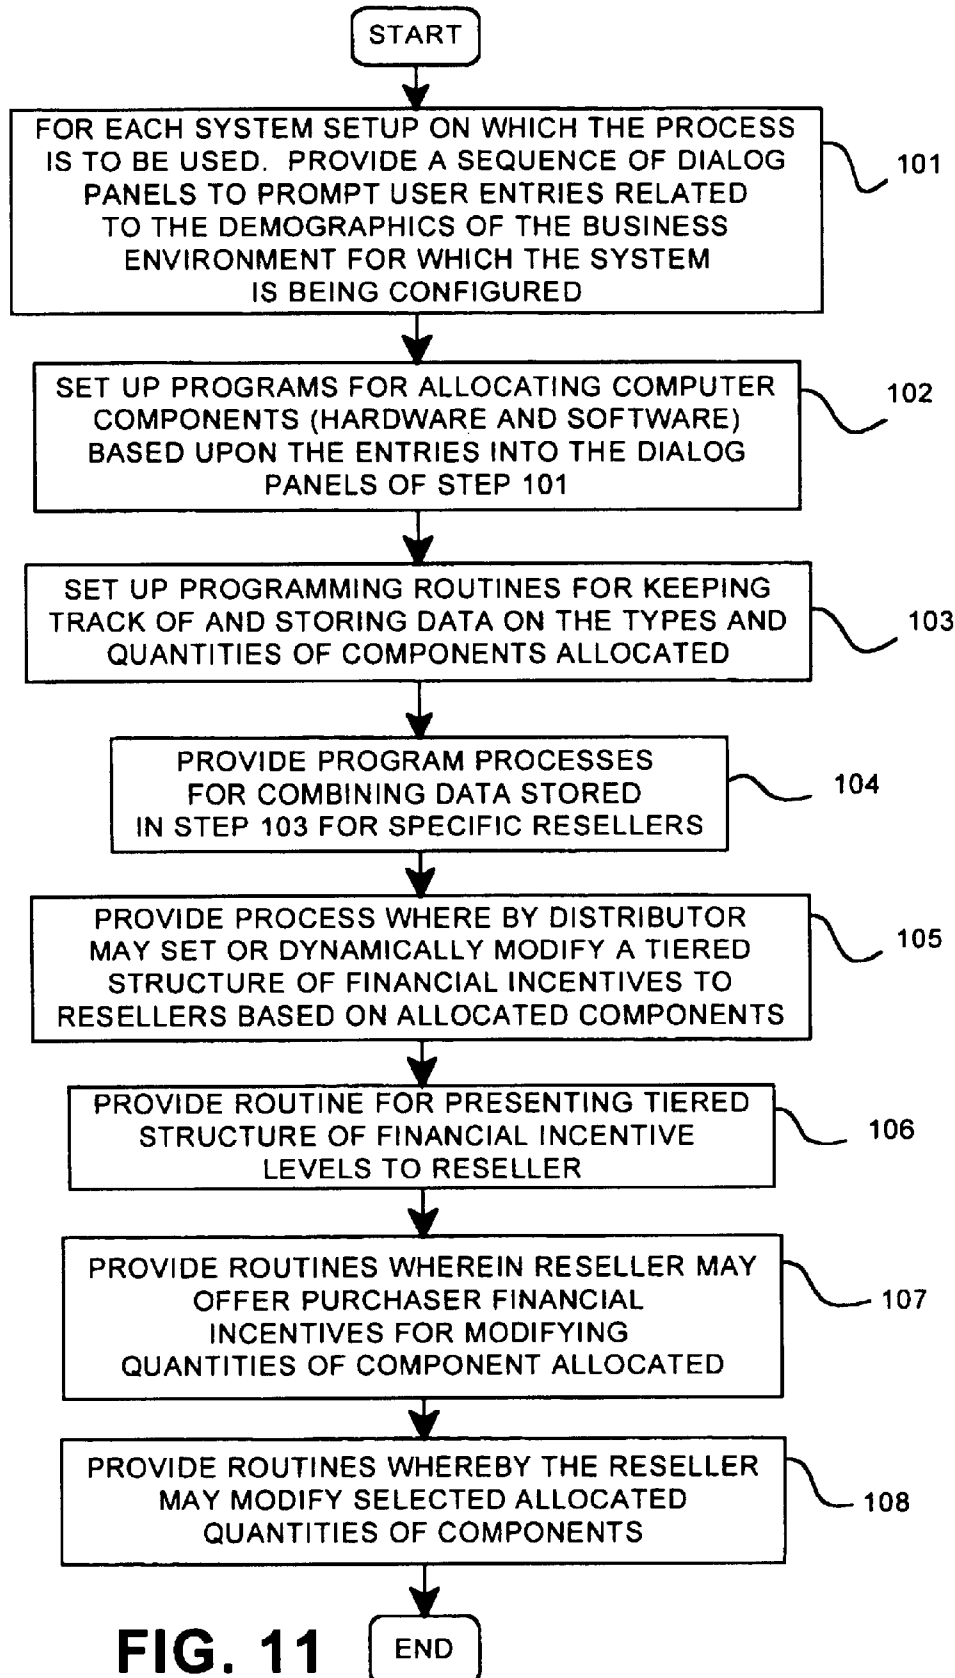 START
FOR EACH SYSTEM SETUP ON WHICH THE PROCESS
IS TO BE USED. PROVIDE A SEQUENCE OF DIALOG
PANELS TO PROMPT USER ENTRIES RELATED
TO THE DEMOGRAPHICS OF THE BUSINESS
ENVIRONMENT FOR WHICH THE SYSTEM
IS BEING CONFIGURED
101
SET UP PROGRAMS FOR ALLOCATING COMPUTER
COMPONENTS (HARDWARE AND SOFTWARE)
BASED UPON THE ENTRIES INTO THE DIALOG
PANELS OF STEP 101
102
SET UP PROGRAMMING ROUTINES FOR KEEPING
TRACK OF AND STORING DATA ON THE TYPES AND
QUANTITIES OF COMPONENTS ALLOCATED
103
PROVIDE PROGRAM PROCESSES
FOR COMBINING DATA STORED
IN STEP 103 FOR SPECIFIC RESELLERS
104
PROVIDE PROCESS WHERE BY DISTRIBUTOR
MAY SET OR DYNAMICALLY MODIFY A TIERED
STRUCTURE OF FINANCIAL INCENTIVES TO
RESELLERS BASED ON ALLOCATED COMPONENTS
105
PROVIDE ROUTINE FOR PRESENTING TIERED
STRUCTURE OF FINANCIAL INCENTIVE
LEVELS TO RESELLER
106
PROVIDE ROUTINES WHEREIN RESELLER MAY
OFFER PURCHASER FINANCIAL
INCENTIVES FOR MODIFYING
QUANTITIES OF COMPONENT ALLOCATED
107
PROVIDE ROUTINES WHEREBY THE RESELLER
MAY MODIFY SELECTED ALLOCATED
QUANTITIES OF COMPONENTS
108
END
FIG. 11